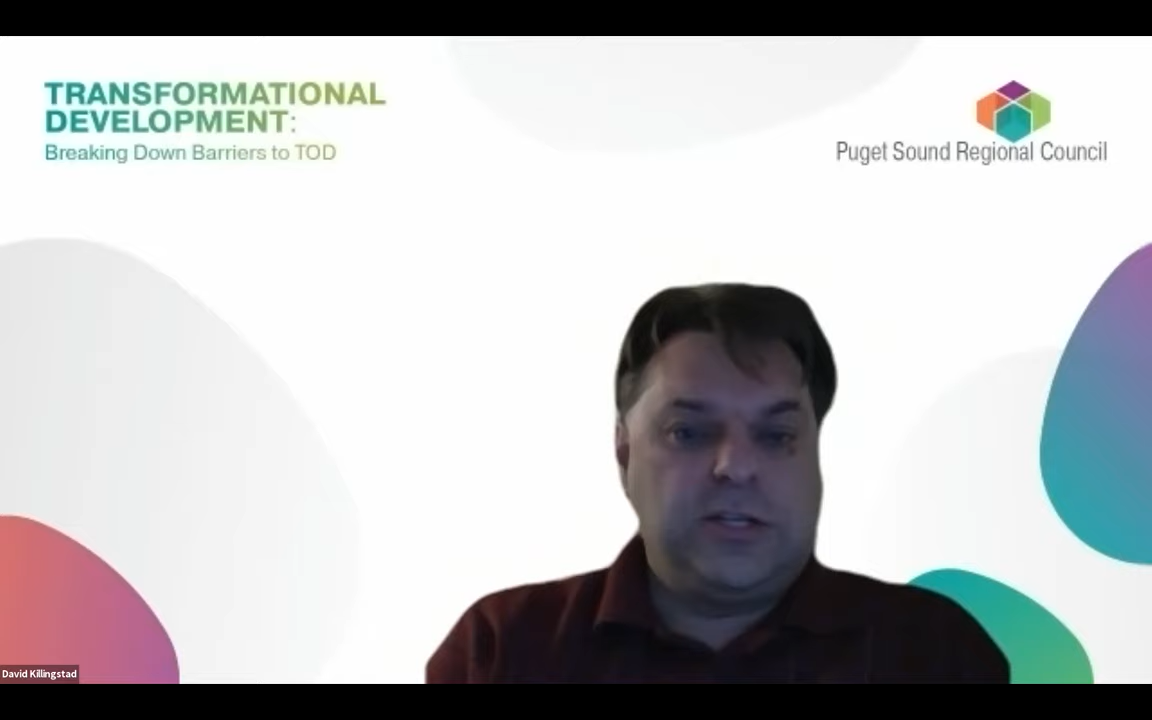 TRANSFORMATIONAL
DEVELOPMENT:
Breaking Down Barriers to TOD
Puget Sound Regional Council
David Killingstad